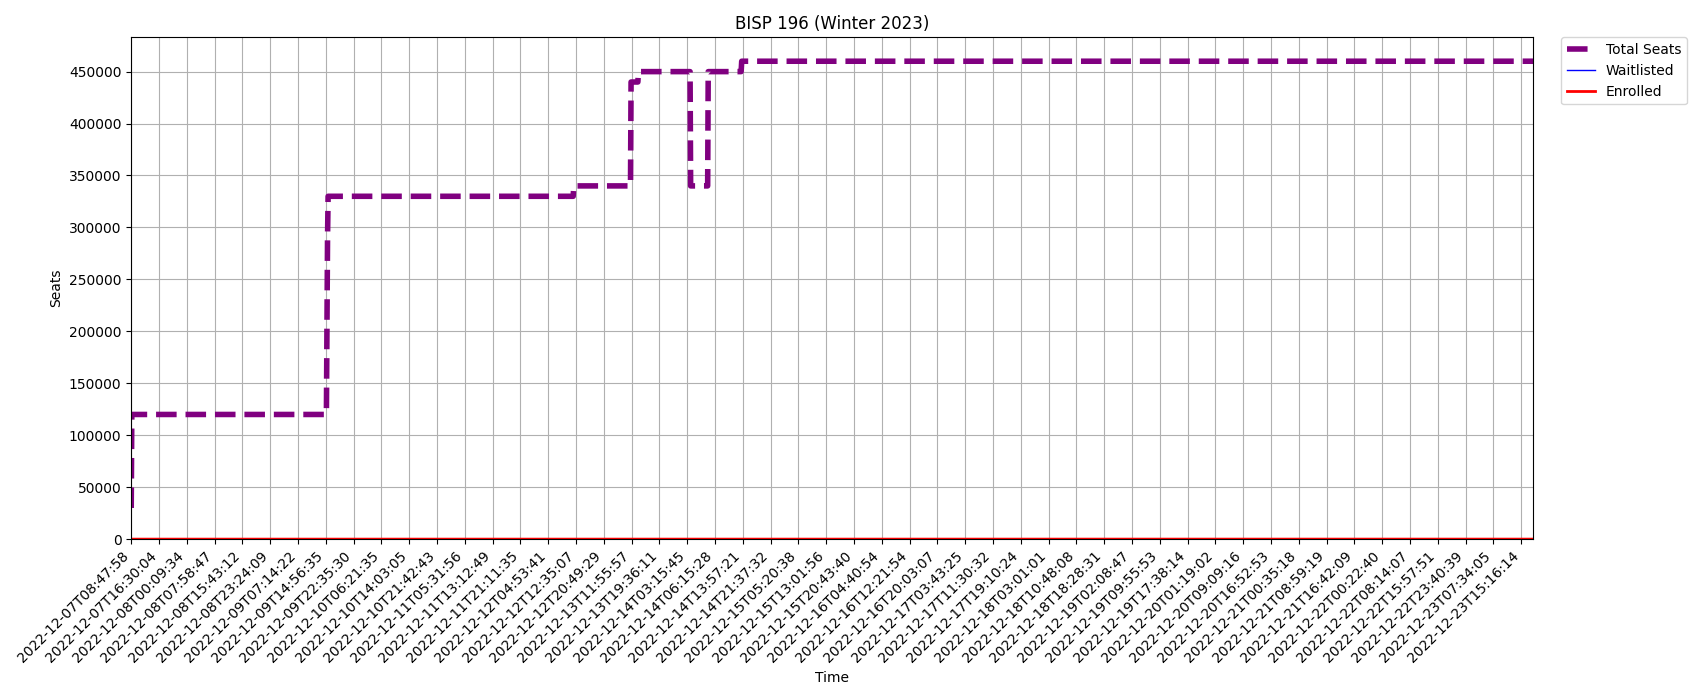 BISP 196 (Winter 2023)
Total Seats
Waitlisted
Enrolled
Seats
450000
400000
350000
300000
250000
200000
150000
100000
50000
0
2022-12-07T08:47:58
2022-12-07T16:30:04
2022-12-08T00:09:34
2022-12-08T07:58:47
2022-12-08T15:43:12
2022-12-08T23:24:09
2022-12-09T07:14:22
2022-12-09T14:56:35
2022-12-09T22:35:30
2022-12-10T06:21:35
2022-12-10T14:03:05
2022-12-10T21:42:43
2022-12-11T05:31:56
2022-12-11T13:12:49
2022-12-11T21:11:35
2022-12-12T04:53:41
2022-12-12T12:35:07
2022-12-12T20:49:29
2022-12-13T11:55:57
2022-12-13T19:36:11
2022-12-14T03:15:45
2022-12-14T06:15:28
2022-12-14T13:57:21
2022-12-14T21:37:32
2022-12-15T05:20:38
2022-12-15T13:01:56
2022-12-15T20:43:40
2022-12-16T04:40:54
2022-12-16T12:21:54
2022-12-16T20:03:07
2022-12-17T03:43:25
2022-12-17T11:30:32
2022-12-17T19:10:24
2022-12-18T03:01:01
2022-12-18T10:48:08
2022-12-18T18:28:31
2022-12-19T02:08:47
2022-12-19T09:55:53
2022-12-19T17:38:14
2022-12-20T01:19:02
2022-12-20T09:09:16
2022-12-20T16:52:53
2022-12-21T00:35:18
2022-12-21T08:59:19
2022-12-21T16:42:09
2022-12-22T00:22:40
2022-12-22T08:14:07
2022-12-22T15:57:51
2022-12-22T23:40:39
2022-12-23T07:34:05
2022-12-23T15:16:14
Time